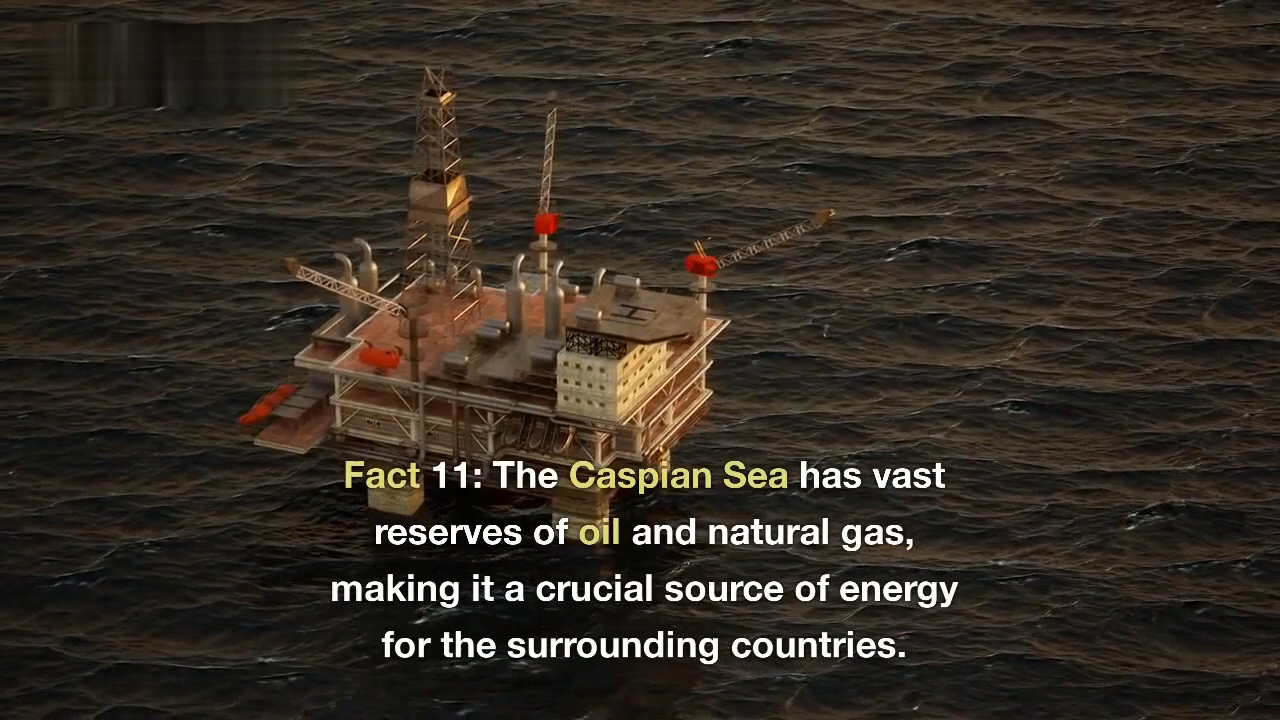 Fact 11: The Caspian Sea has vast
reserves of oil and natural gas,
making it a crucial source of energy
for the surrounding countries.
H